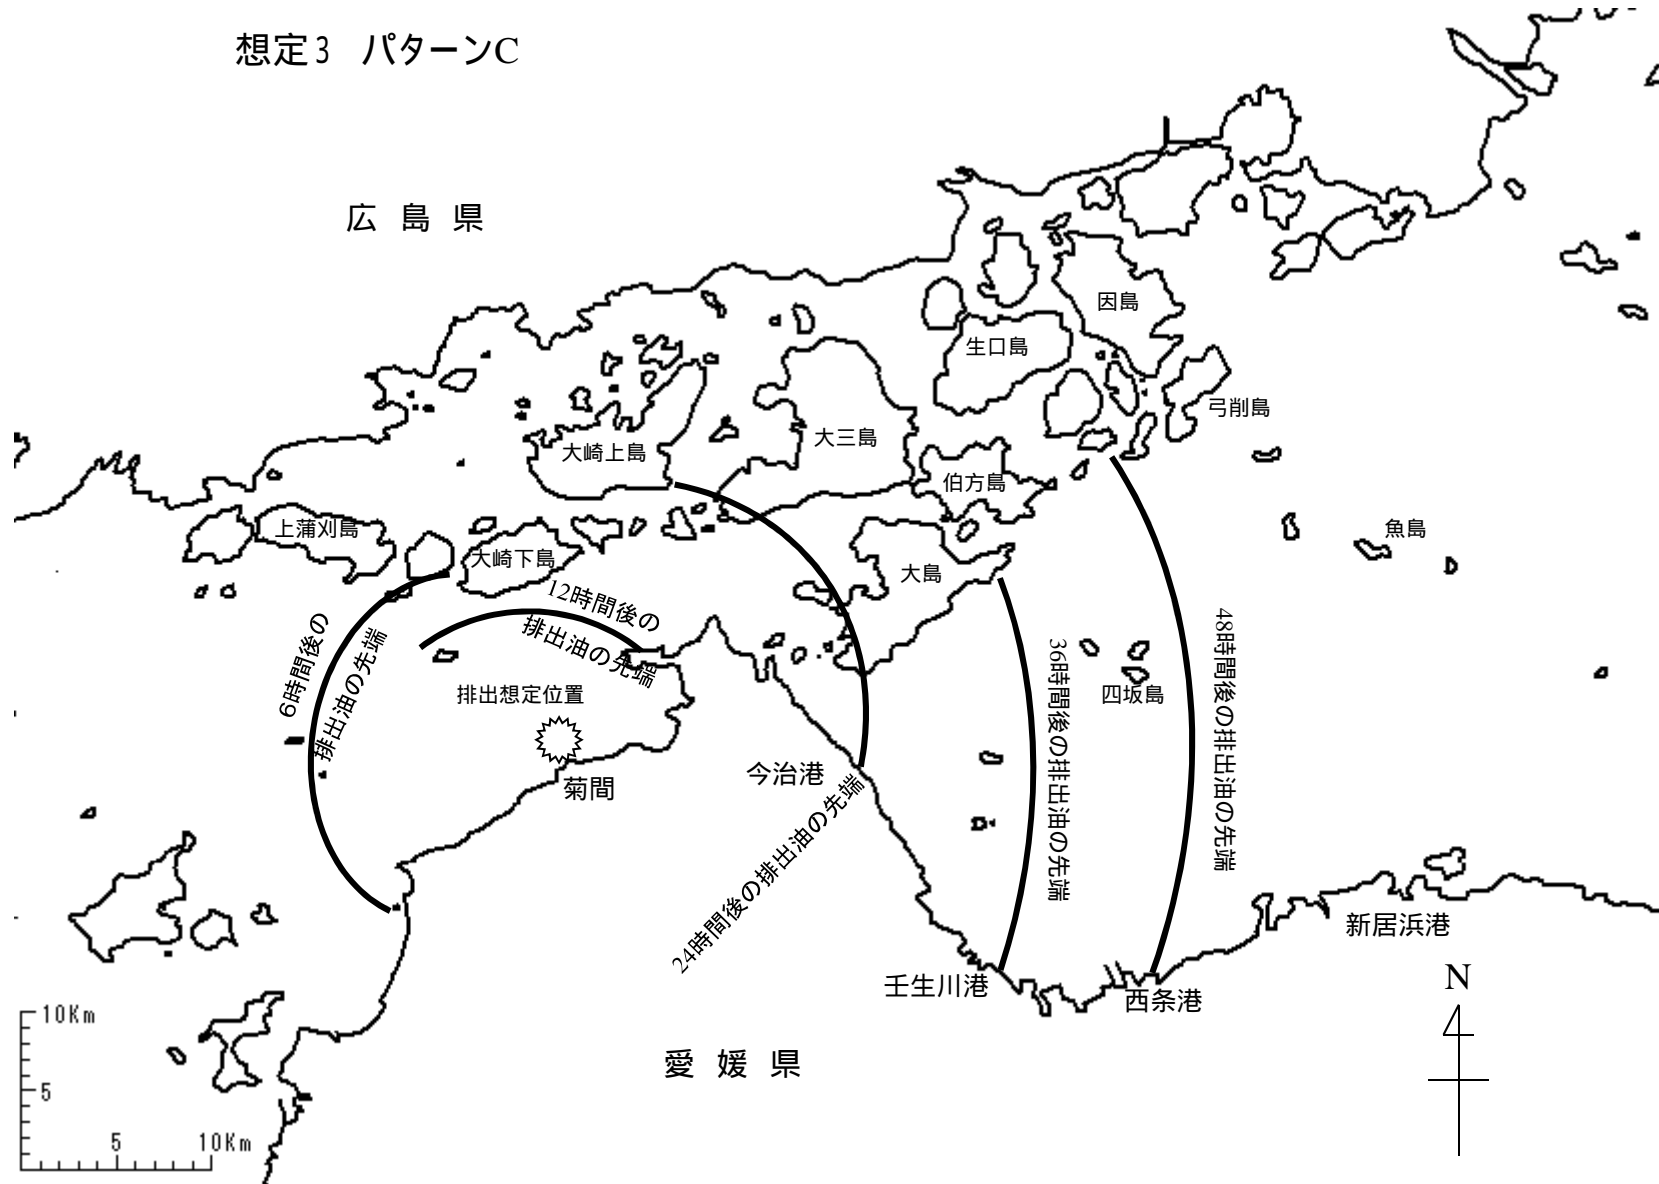 想定3 パターンC
広島県
因島
生口島
弓削島
大三島
大崎上島
伯方島
上蒲刈島
魚島
大崎下島
大島
12時間後の
排出油の先端
6時間後の
排出油の先端
36時間後の排出油の先端
48時間後の排出油の先端
排出想定位置
四坂島
今治港
菊間
24時間後の排出油の先端
新居浜港
壬生川港
西条港
N
10Km
5
5 10Km
愛媛県